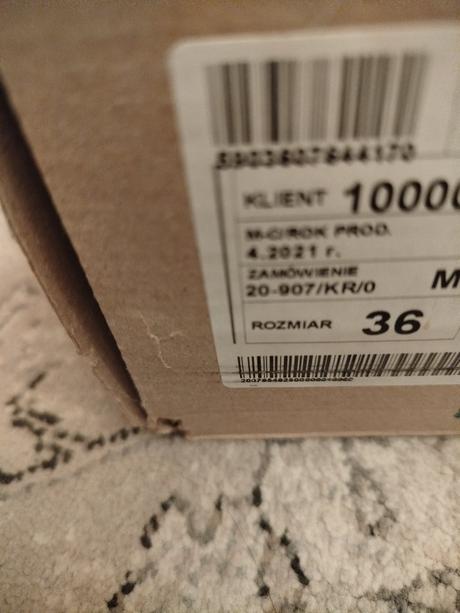 5903607844170
KLIENT 10000
M-C/ROK PROD.
4.2021 r.
ZAMÓWIENIE
20-907/KR/0 M
ROZMIAR 36